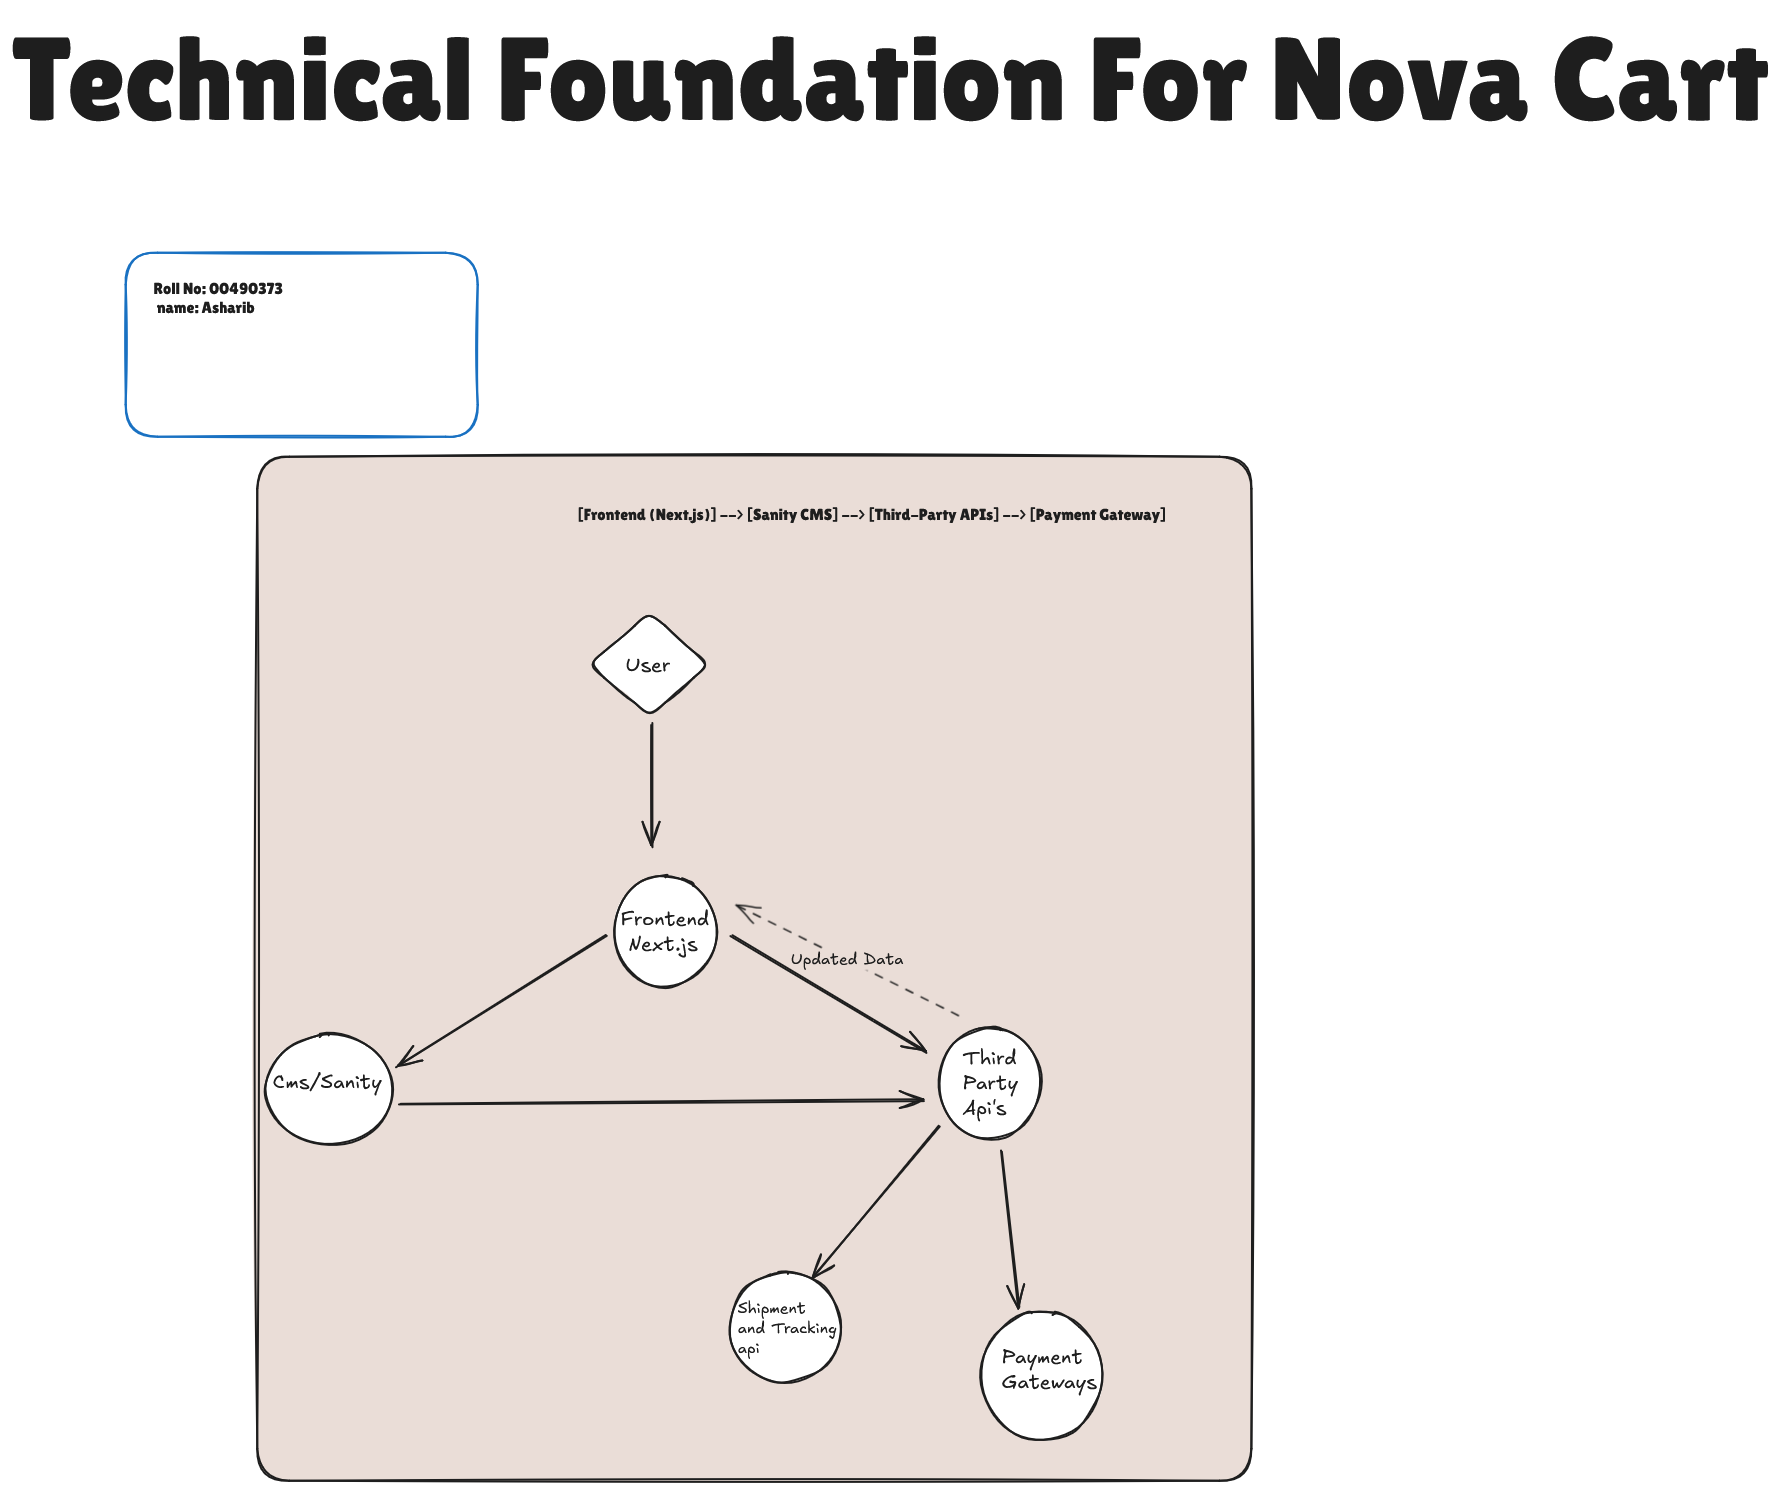 Technical Foundation For Nova Cart
Roll No: 00490373
name: Asharib
[Frontend (Next.js)] --> [Sanity CMS] --> [Third-Party APIs] --> [Payment Gateway]
User
Frontend
Next.js
Updated Data
Cms/Sanity
Third
Party
Api's
Shipment
and Tracking
api
Payment
Gateways